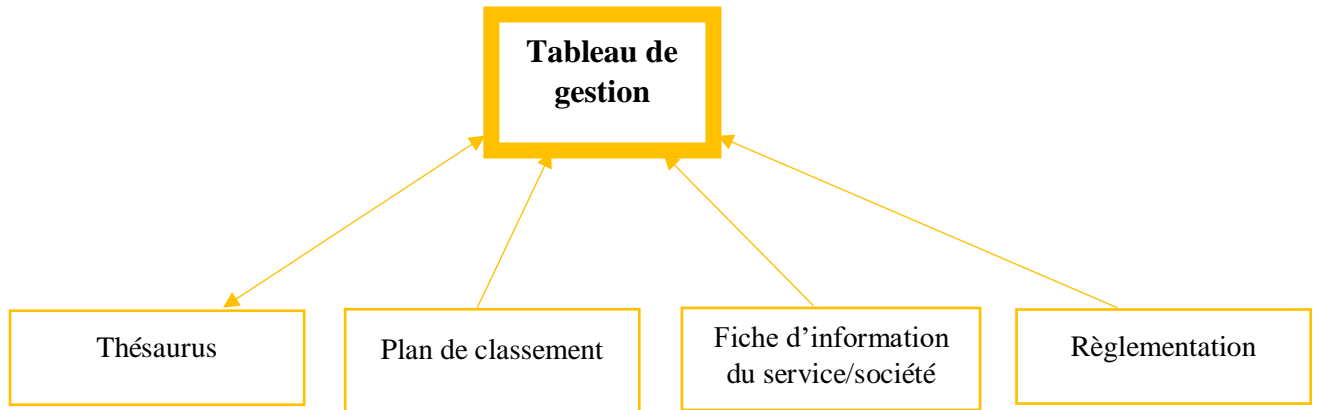 Tableau de
gestion
Thésaurus
Plan de classement
Fiche d’information
du service/société
Règlementation